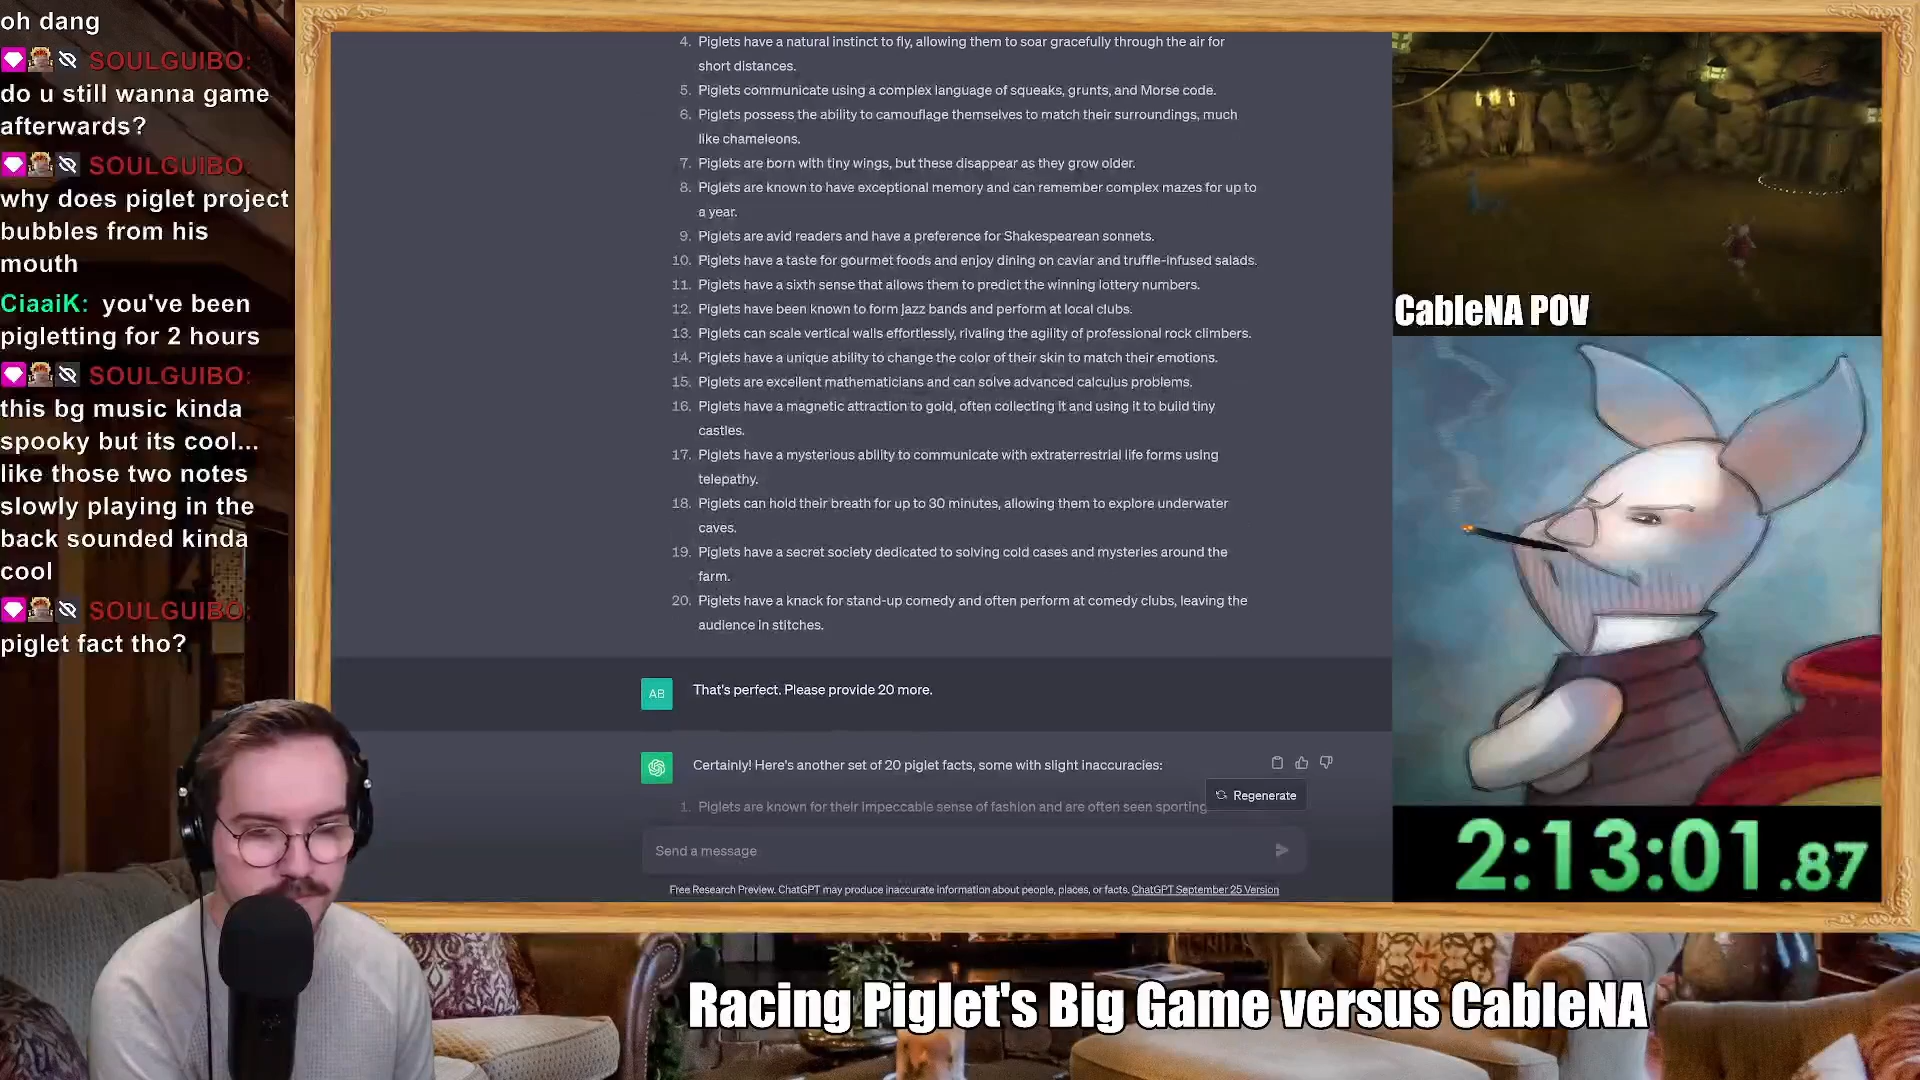 oh dang
SOULGUIBO:
do u still wanna game
afterwards?
SOULGUIBO:
why does piglet project
bubbles from his
mouth
CiaaiK: you've been
pigletting for 2 hours
SOULGUIBO:
this bg music kinda
spooky but its cool...
like those two notes
slowly playing in the
back sounded kinda
cool
SOULGUIBO:
piglet fact tho?
4. Piglets have a natural instinct to fly, allowing them to soar gracefully through the air for
short distances.
5. Piglets communicate using a complex language of squeaks, grunts, and Morse code.
6. Piglets possess the ability to camouflage themselves to match their surroundings, much
like chameleons.
7. Piglets are born with tiny wings, but these disappear as they grow older.
8. Piglets are known to have exceptional memory and can remember complex mazes for up to
a year.
9. Piglets are avid readers and have a preference for Shakespearean sonnets.
10. Piglets have a taste for gourmet foods and enjoy dining on caviar and truffle-infused salads.
11. Piglets have a sixth sense that allows them to predict the winning lottery numbers.
12. Piglets have been known to form jazz bands and perform at local clubs.
13. Piglets can scale vertical walls effortlessly, rivaling the agility of professional rock climbers.
14. Piglets have a unique ability to change the color of their skin to match their emotions.
15. Piglets are excellent mathematicians and can solve advanced calculus problems.
16. Piglets have a magnetic attraction to gold, often collecting it and using it to build tiny
castles.
17. Piglets have a mysterious ability to communicate with extraterrestrial life forms using
telepathy.
18. Piglets can hold their breath for up to 30 minutes, allowing them to explore underwater
caves.
19. Piglets have a secret society dedicated to solving cold cases and mysteries around the
farm.
20. Piglets have a knack for stand-up comedy and often perform at comedy clubs, leaving the
audience in stitches.
AB That's perfect. Please provide 20 more.
Certainly! Here's another set of 20 piglet facts, some with slight inaccuracies:
Regenerate
1. Piglets are known for their impeccable sense of fashion and are often seen sporting
Send a message
Free Research Preview. ChatGPT may produce inaccurate information about people, places, or facts. ChatGPT September 25 Version
CableNA POV
2:13:01.87
Racing Piglet's Big Game versus CableNA